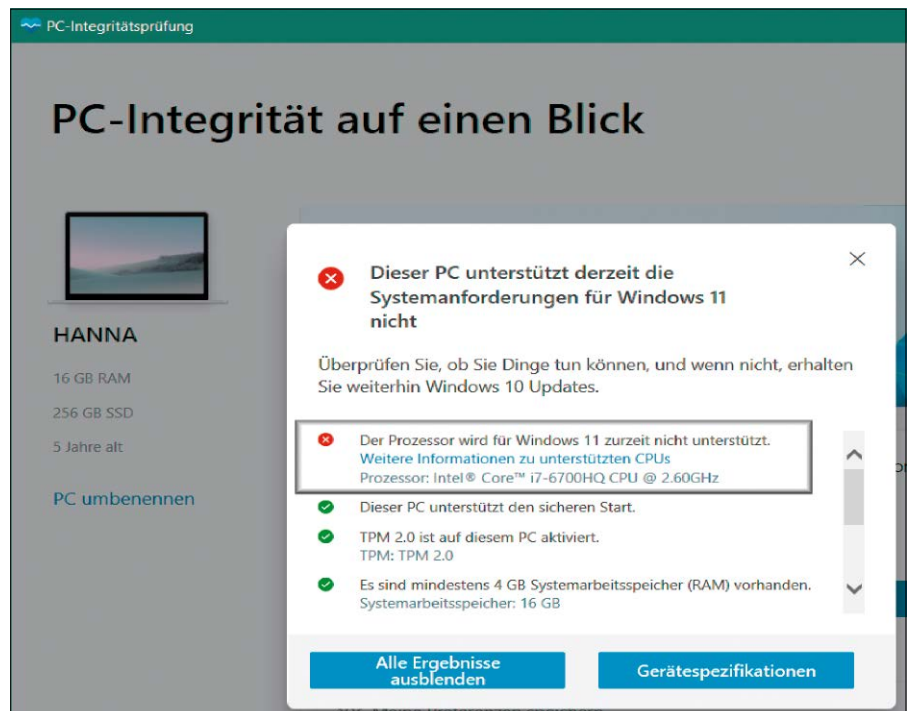 PC-Integritätsprüfung
PC-Integrität auf einen Blick
HANNA
16 GB RAM
256 GB SSD
5 Jahre alt
PC umbenennen
Dieser PC unterstützt derzeit die
Systemanforderungen für Windows 11
nicht
Überprüfen Sie, ob Sie Dinge tun können, und wenn nicht, erhalten
Sie weiterhin Windows 10 Updates.
Der Prozessor wird für Windows 11 zurzeit nicht unterstützt.
Weitere Informationen zu unterstützten CPUs
Prozessor: Intel® Core™ i7-6700HQ CPU @ 2.60GHz
Dieser PC unterstützt den sicheren Start.
TPM 2.0 ist auf diesem PC aktiviert.
TPM: TPM 2.0
Es sind mindestens 4 GB Systemarbeitsspeicher (RAM) vorhanden.
Systemarbeitsspeicher: 16 GB
Alle Ergebnisse
ausblenden
Gerätespezifikationen